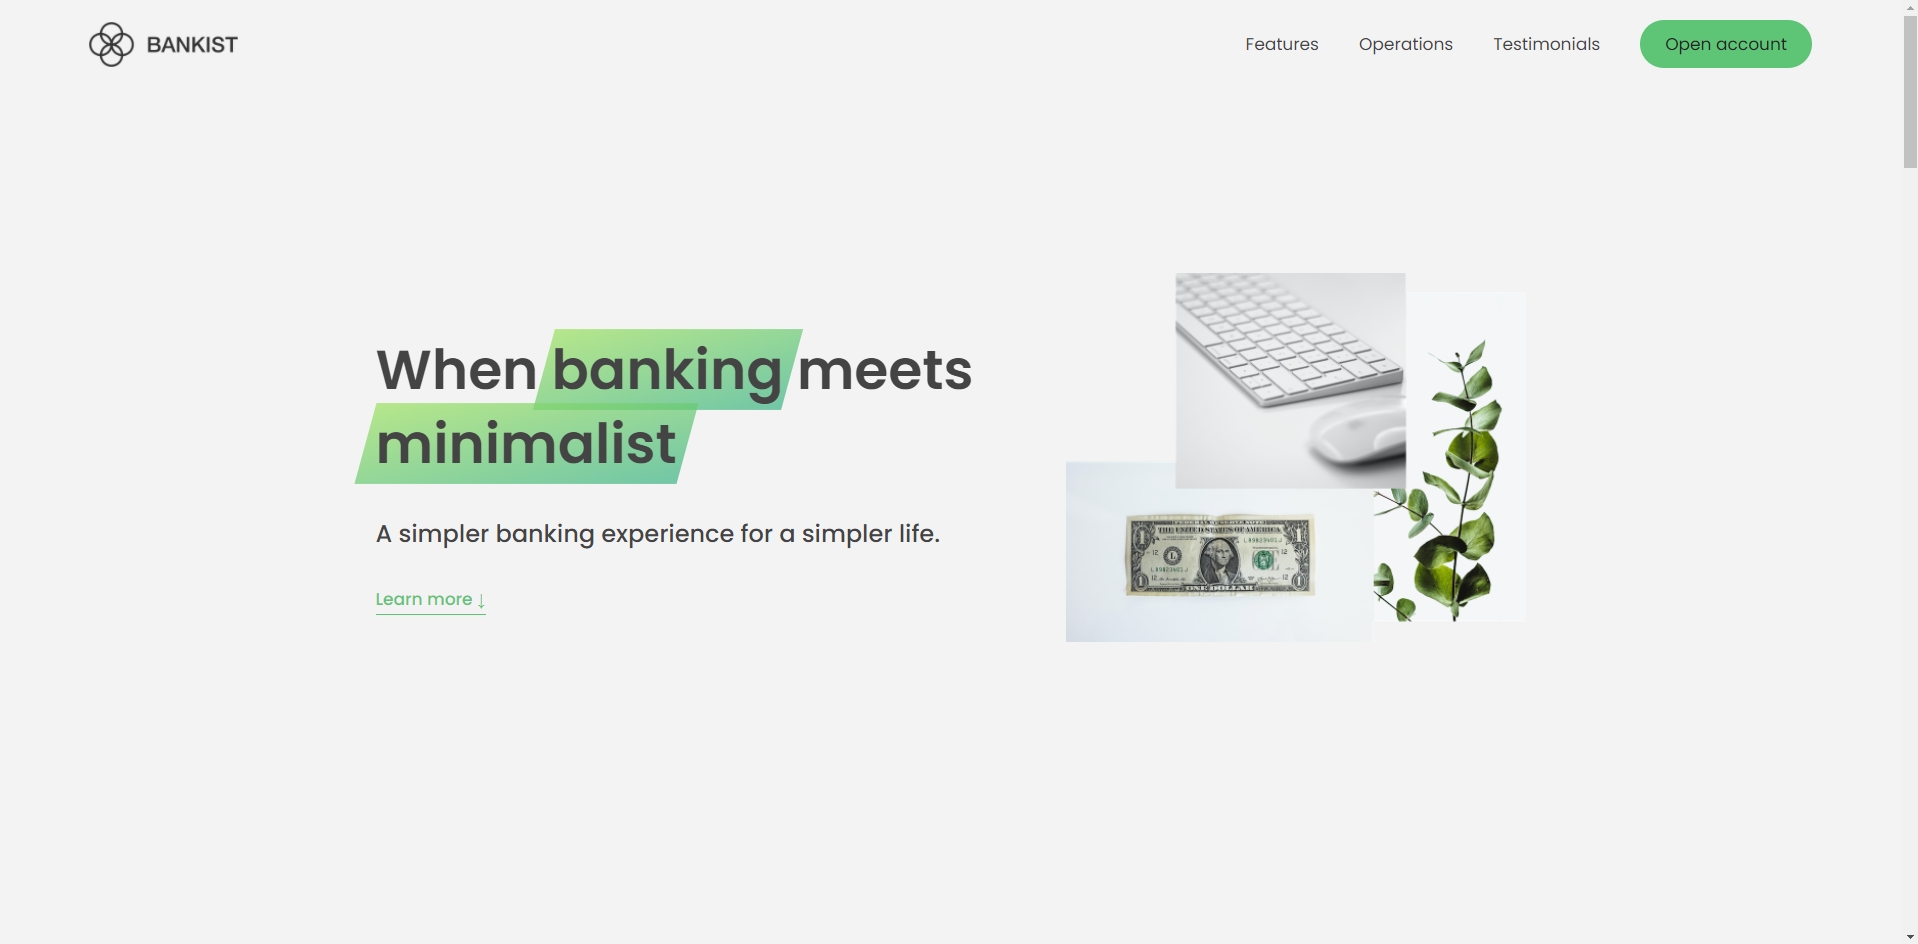 BANKIST
Features
Operations
Testimonials
Open account
When banking meets
minimalist
A simpler banking experience for a simpler life.
Learn more ↓
THE UNITED STATES OF AMERICA
ONE DOLLAR